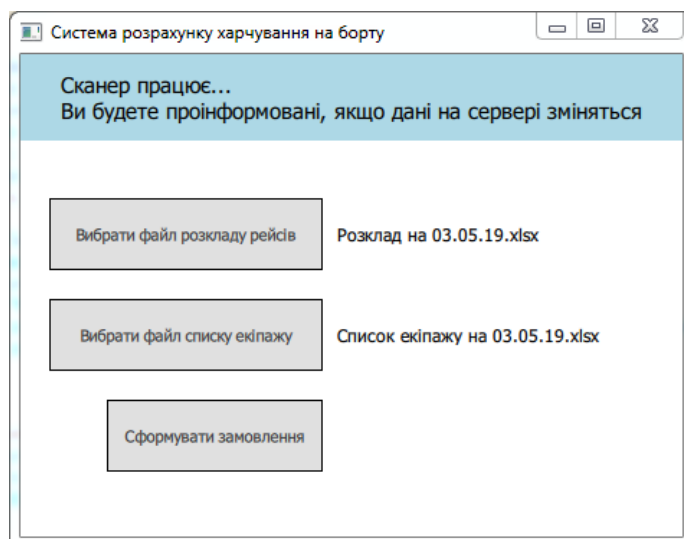 Система розрахунку харчування на борту
Сканер працює...
Ви будете проінформовані, якщо дані на сервері зміняться
Вибрати файл розкладу рейсів
Розклад на 03.05.19.xlsx
Вибрати файл списку екіпажу
Список екіпажу на 03.05.19.xlsx
Сформувати замовлення